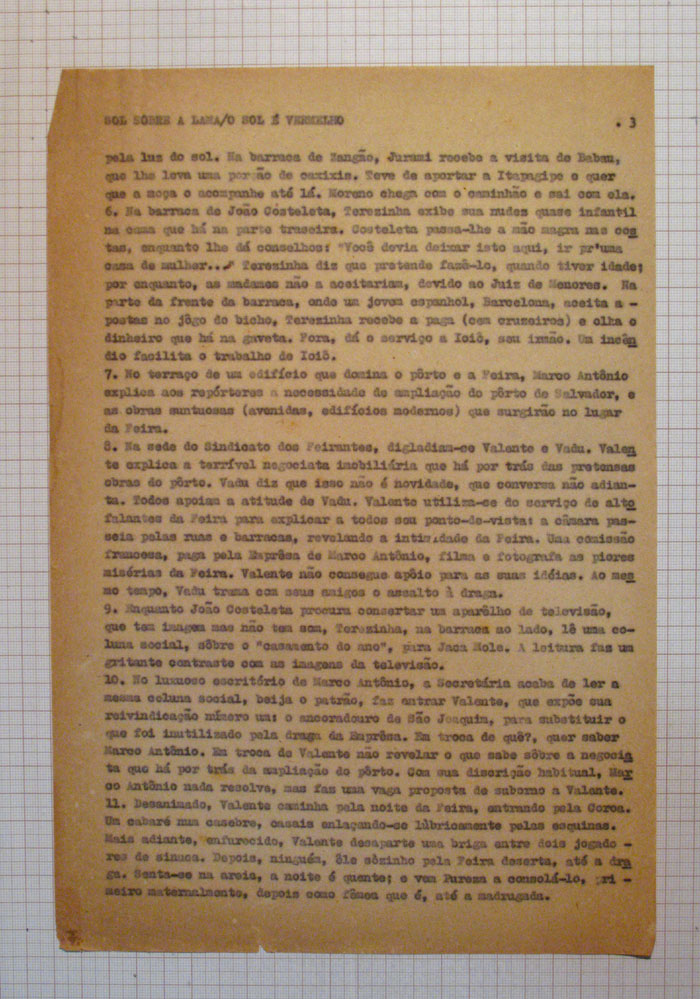 SOL SÔBRE A LAMA/O SOL É VERMELHO . 3
pela luz do sol. Na barraca de Zangão, Jurami recebe a visita de Babau,
que lhe leva uma porção de caxixis. Teve de aportar a Itapagipe e quer
que a moça o acompanhe até lá. Moreno chega com o caminhão e sai com ela.
6. Na barraca de João Costeleta, Terezinha exibe sua nudez quase infantil
na cama que há na parte traseira. Costeleta passa-lhe a mão magra nas cos
tas, enquanto lhe dá conselhos: "Você devia deixar isto aqui, ir pr'uma
casa de mulher..." Terezinha diz que pretende fazê-lo, quando tiver idade;
por enquanto, as madames não a aceitariam, devido ao Juiz de Menores. Na
parte da frente da barraca, onde um jovem espanhol, Barcelona, aceita a -
postas no jôgo do bicho, Terezinha recebe a paga (cem cruzeiros) e olha o
dinheiro que há na gaveta. Fora, dá o serviço a Ioiô, seu irmão. Um incên
dio facilita o trabalho de Ioiô.
7. No terraço de um edifício que domina o pôrto e a Feira, Marco Antônio
explica aos repórteres a necessidade de ampliação do pôrto de Salvador, e
as obras suntuosas (avenidas, edifícios modernos) que surgirão no lugar
da Feira.
8. Na sede do Sindicato dos Feirantes, digladiam-se Valente e Vadu. Valen
te explica a terrível negociata imobiliária que há por trás das pretensas
obras do pôrto. Vadu diz que isso não é novidade, que conversa não adian-
ta. Todos apoiam a atitude de Vadu. Valente utiliza-se do serviço de alto
falantes da Feira para explicar a todos seu ponto-de-vista: a câmara pas-
seia pelas ruas e barracas, revelando a intimidade da Feira. Uma comissão
francesa, paga pela Emprêsa de Marco Antônio, filma e fotografa as piores
misérias da Feira. Valente não consegue apôio para as suas idéias. Ao mes
mo tempo, Vadu trama com seus amigos o assalto à draga.
9. Enquanto João Costeleta procura consertar um aparêlho de televisão,
que tem imagem mas não tem som, Terezinha, na barraca ao lado, lê uma co-
luna social, sôbre o "casamento do ano", para Jaca Mole. A leitura faz um
gritante contraste com as imagens da televisão.
10. No luxuoso escritório de Marco Antônio, a Secretária acaba de ler a
mesma coluna social, beija o patrão, faz entrar Valente, que expõe sua
reivindicação número um: o ancoradouro de São Joaquim, para substituir o
que foi inutilizado pela draga da Emprêsa. Em troca de quê?, quer saber
Marco Antônio. Em troca de Valente não revelar o que sabe sôbre a negocia
ta que há por trás da ampliação do pôrto. Com sua discrição habitual, Mar
co Antônio nada resolve, mas faz uma vaga proposta de suborno a Valente.
11. Desanimado, Valente caminha pela noite da Feira, entrando pela Coroa.
Um cabaré num casebre, casais enlaçando-se lùbricamente pelas esquinas.
Mais adiante, enfurecido, Valente desaparte uma briga entre dois jogado -
res de sinuca. Depois, ninguém, êle sòzinho pela Feira deserta, até a dra
ga. Senta-se na areia, a noite é quente; e vem Pureza a consolá-lo, pri -
meiro maternalmente, depois como fêmea que é, até a madrugada.